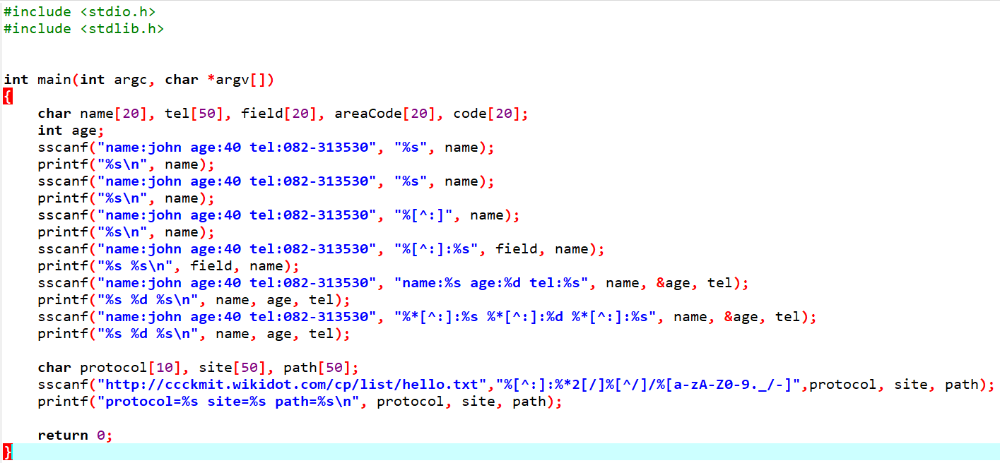 #include <stdio.h>
#include <stdlib.h>
int main(int argc, char *argv[])
{
    char name[20], tel[50], field[20], areaCode[20], code[20];
    int age;
    sscanf("name:john age:40 tel:082-313530", "%s", name);
    printf("%s\n", name);
    sscanf("name:john age:40 tel:082-313530", "%s", name);
    printf("%s\n", name);
    sscanf("name:john age:40 tel:082-313530", "%[^:]", name);
    printf("%s\n", name);
    sscanf("name:john age:40 tel:082-313530", "%[^:]:%s", field, name);
    printf("%s %s\n", field, name);
    sscanf("name:john age:40 tel:082-313530", "name:%s age:%d tel:%s", name, &age, tel);
    printf("%s %d %s\n", name, age, tel);
    sscanf("name:john age:40 tel:082-313530", "%*[^:]:%s %*[^:]:%d %*[^:]:%s", name, &age, tel);
    printf("%s %d %s\n", name, age, tel);
    char protocol[10], site[50], path[50];
    sscanf("http://ccckmit.wikidot.com/cp/list/hello.txt","%[^:]:%*2[/]%[^/]/%[a-zA-Z0-9._/-]",protocol, site, path);
    printf("protocol=%s site=%s path=%s\n", protocol, site, path);
    return 0;
}